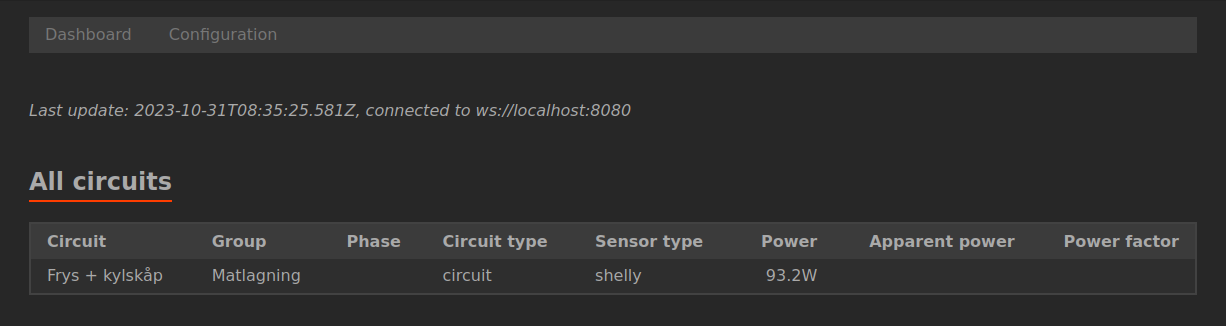 Dashboard Configuration
Last update: 2023-10-31T08:35:25.581Z, connected to ws://localhost:8080
All circuits
Circuit Group Phase Circuit type Sensor type Power Apparent power Power factor
Frys + kylskåp Matlagning circuit shelly 93.2W